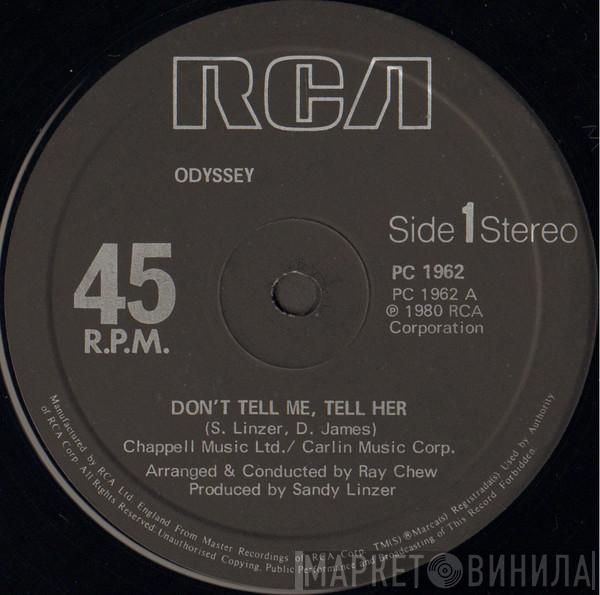 RCA
ODYSSEY
Side 1 Stereo
45
R.P.M.
PC 1962
PC 1962 A
℗ 1980 RCA
Corporation
DON'T TELL ME, TELL HER
(S. Linzer, D. James)
Chappell Music Ltd./ Carlin Music Corp.
Arranged & Conducted by Ray Chew
Produced by Sandy Linzer
Manufactured by RCA Ltd. England From Master Recordings of RCA Corp. TM(S)®Marca(s) Registrada(s) Used by Authority
of RCA Corp. All Rights Reserved. Unauthorised Copying, Public Performance and Broadcasting of This Record Forbidden.
МАРКЕТ ВИНИЛА